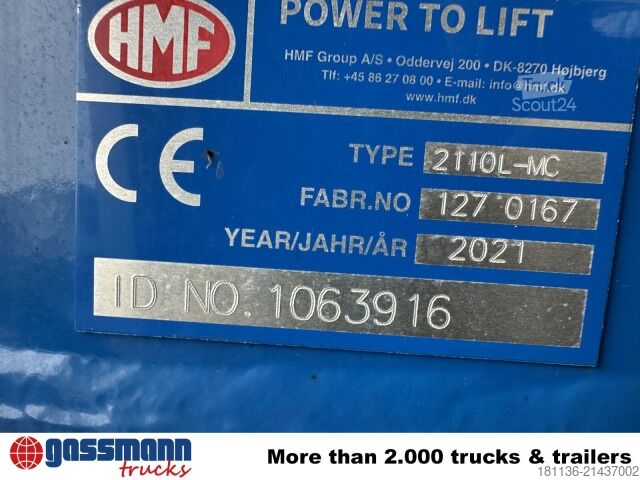 HMF
POWER TO LIFT
HMF Group A/S • Oddervej 200 • DK-8270 Højbjerg
Tlf: +45 86 27 08 00 • E-mail: info@hmf.dk
www.hmf.dk
Truck
Scout24
CE
TYPE 2110L-MC
FABR.NO 127 0167
YEAR/JAHR/ÅR 2021
ID NO. 1063916
gassmann
trucks
More than 2.000 trucks & trailers
181136-21437002